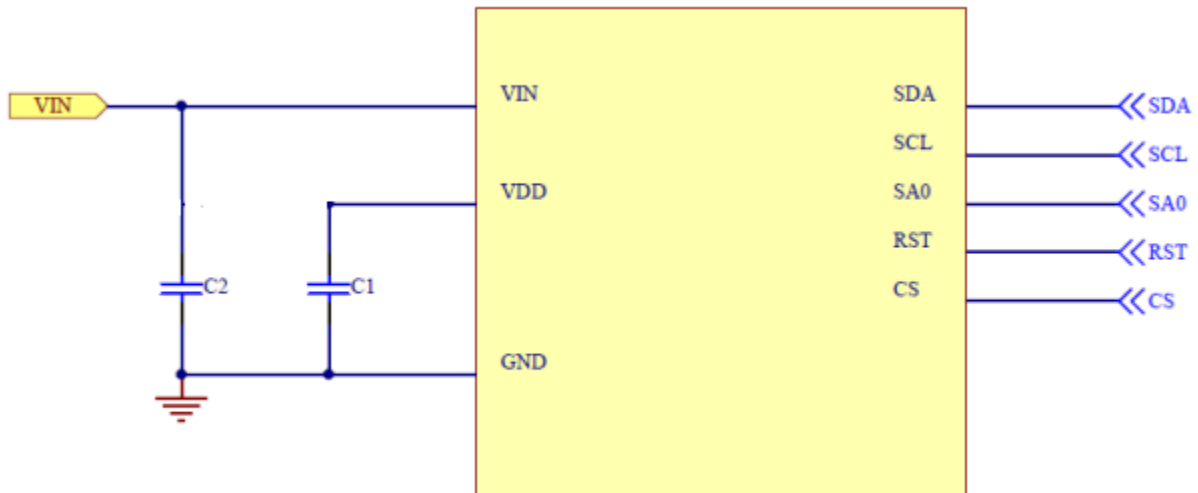 VIN
VIN
SDA
SDA
SCL
SCL
VDD
SA0
SA0
RST
RST
C2
C1
CS
CS
GND